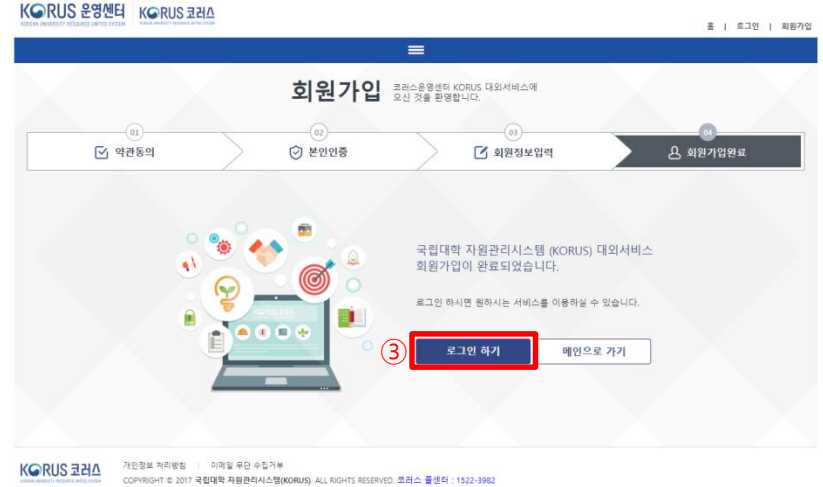 KORUS 운영센터 KORUS 코러스
KOREAN UNIVERSITY RESOURCE UNITED SYSTEM
홈 | 로그인 | 회원가입
회원가입 코러스운영센터 KORUS 대외서비스에
오신 것을 환영합니다.
01 02 03 04
약관동의 본인인증 회원정보입력 회원가입완료
국립대학 자원관리시스템 (KORUS) 대외서비스
회원가입이 완료되었습니다.
로그인 하시면 원하시는 서비스를 이용하실 수 있습니다.
KORUS 코러스
③ 로그인 하기 메인으로 가기
KORUS 코러스 개인정보 처리방침 | 이메일 무단 수집거부
COPYRIGHT © 2017 국립대학 자원관리시스템(KORUS). ALL RIGHTS RESERVED. 코러스 콜센터 : 1522-3982